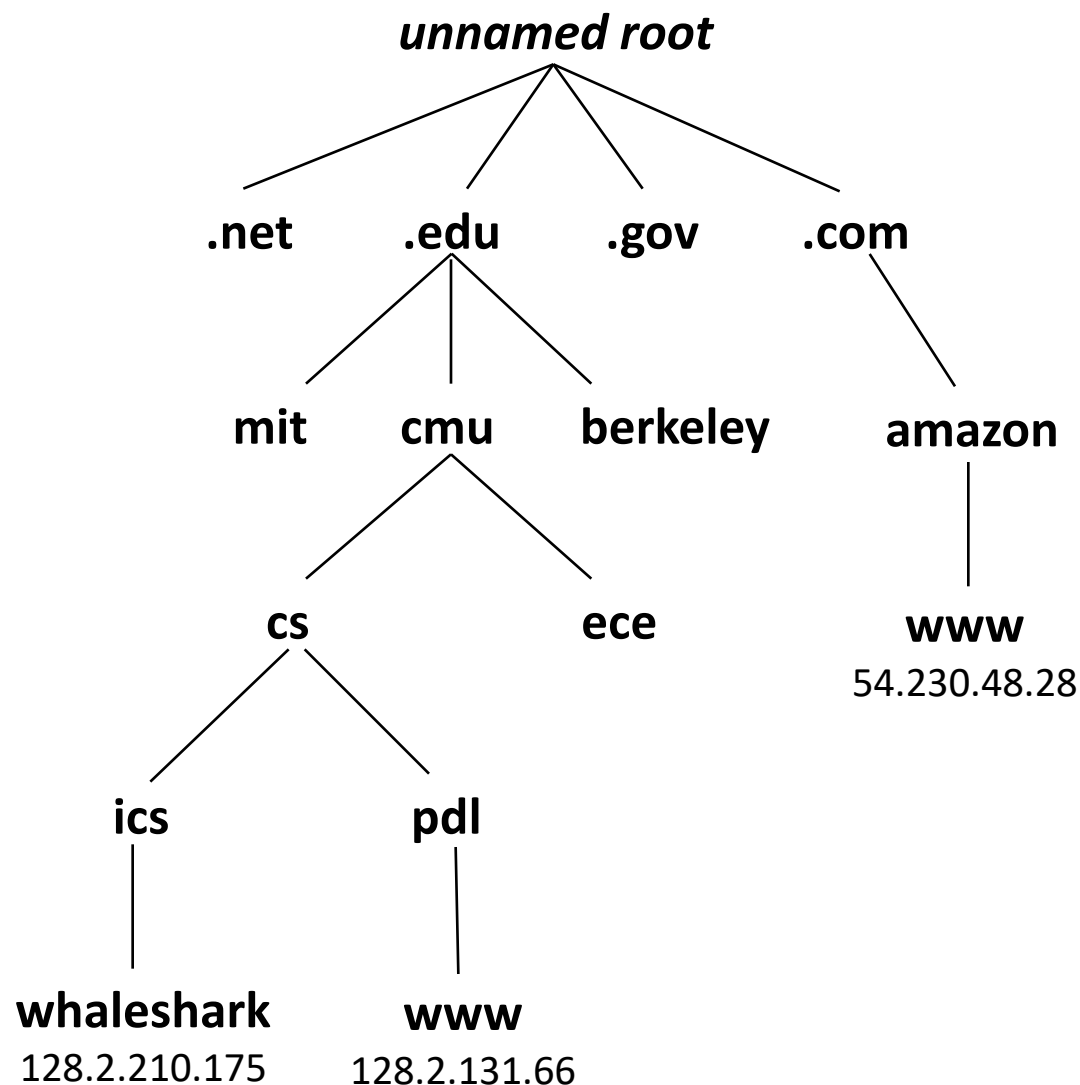 unnamed root
.net .edu .gov .com
mit cmu berkeley amazon
cs ece www
54.230.48.28
ics pdl
whaleshark www
128.2.210.175 128.2.131.66